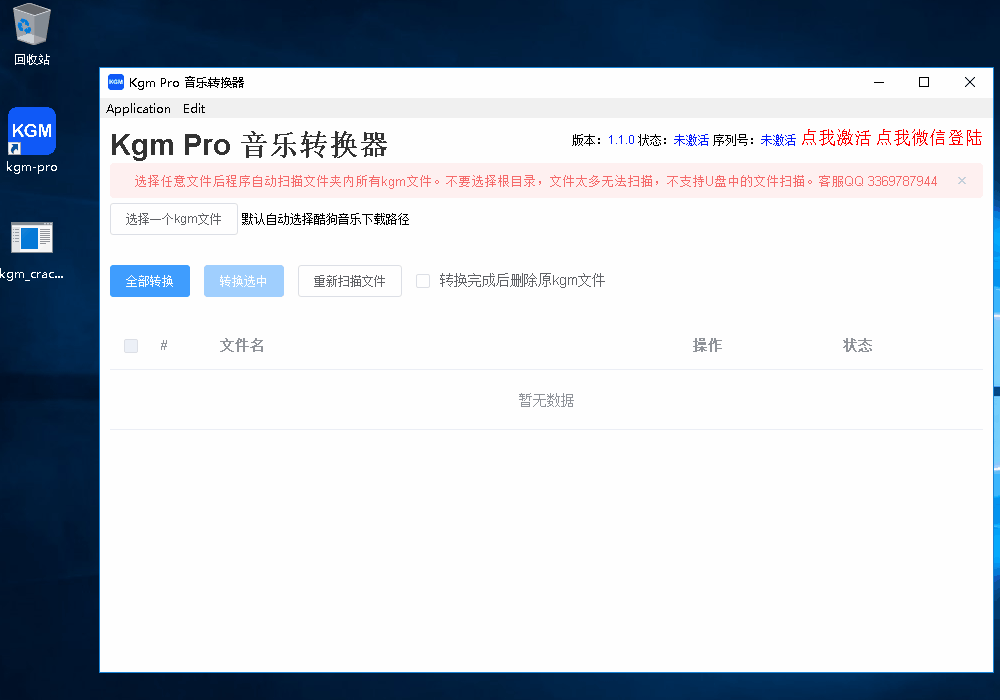 回收站
KGM
kgm-pro
kgm_crac...
KGM Kgm Pro 音乐转换器
Application Edit
Kgm Pro 音乐转换器
版本：1.1.0 状态：未激活 序列号：未激活 点我激活 点我微信登陆
选择任意文件后程序自动扫描文件夹内所有kgm文件。不要选择根目录，文件太多无法扫描，不支持U盘中的文件扫描。客服QQ 3369787944
选择一个kgm文件 默认自动选择酷狗音乐下载路径
全部转换 转换选中 重新扫描文件 转换完成后删除原kgm文件
# 文件名 操作 状态
暂无数据